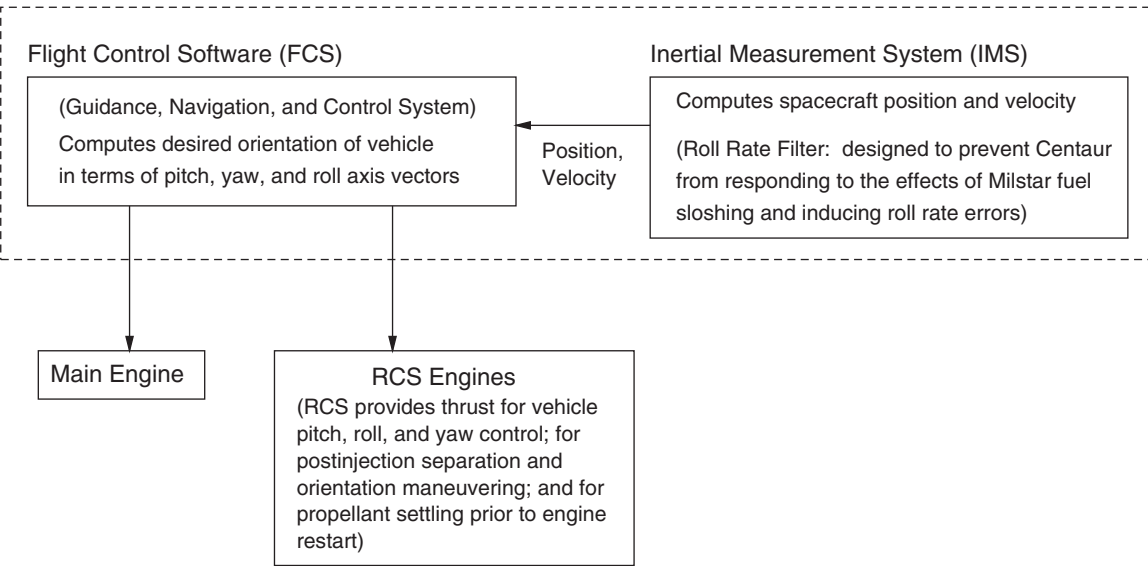 Flight Control Software (FCS)
(Guidance, Navigation, and Control System)
Computes desired orientation of vehicle
in terms of pitch, yaw, and roll axis vectors
Position,
Velocity
Inertial Measurement System (IMS)
Computes spacecraft position and velocity
(Roll Rate Filter: designed to prevent Centaur
from responding to the effects of Milstar fuel
sloshing and inducing roll rate errors)
Main Engine
RCS Engines
(RCS provides thrust for vehicle
pitch, roll, and yaw control; for
postinjection separation and
orientation maneuvering; and for
propellant settling prior to engine
restart)